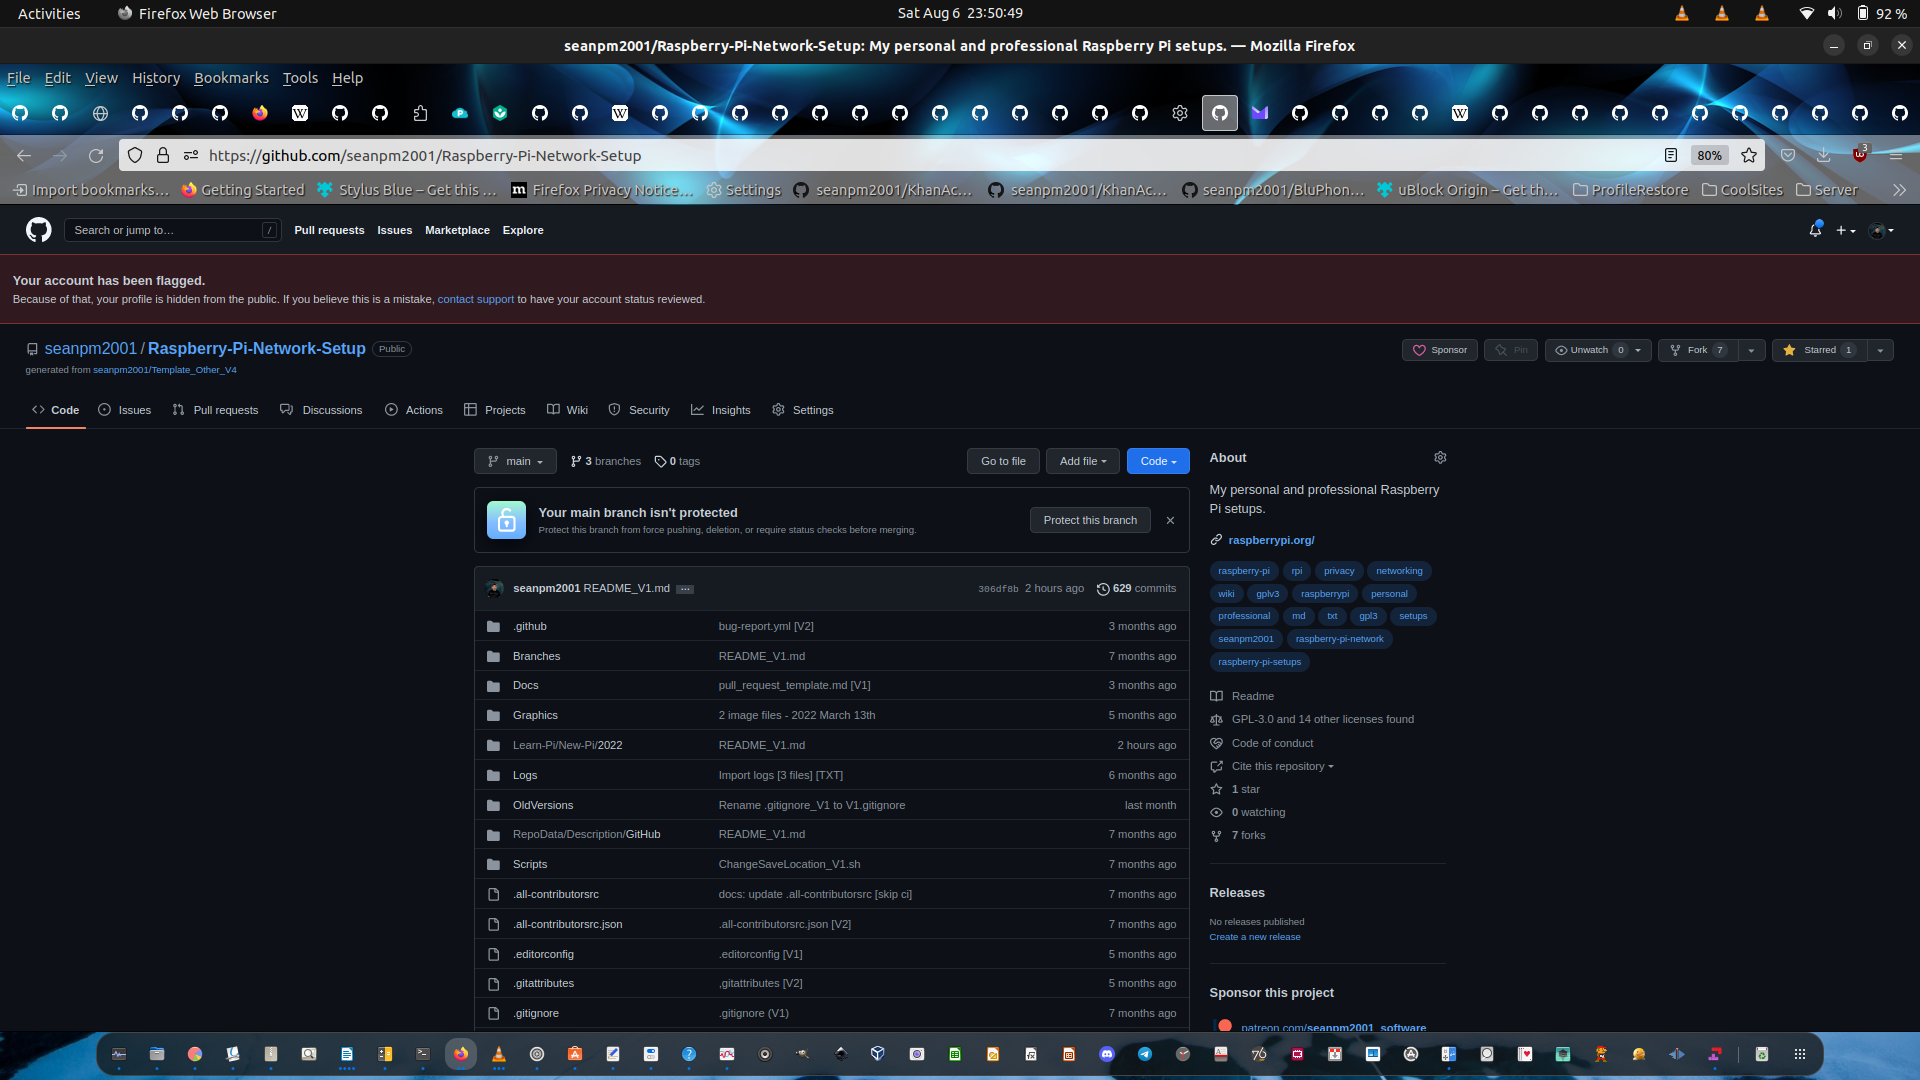 Activities
Firefox Web Browser
Sat Aug 6 23:50:49
92 %
seanpm2001/Raspberry-Pi-Network-Setup: My personal and professional Raspberry Pi setups. — Mozilla Firefox
File Edit View History Bookmarks Tools Help
https://github.com/seanpm2001/Raspberry-Pi-Network-Setup
80%
3
Import bookmarks… Getting Started Stylus Blue – Get this … Firefox Privacy Notice… Settings seanpm2001/KhanAc… seanpm2001/KhanAc… seanpm2001/BluPhon… uBlock Origin – Get th… ProfileRestore CoolSites Server
Search or jump to… /
Pull requests Issues Marketplace Explore
Your account has been flagged.
Because of that, your profile is hidden from the public. If you believe this is a mistake, contact support to have your account status reviewed.
seanpm2001 / Raspberry-Pi-Network-Setup Public
generated from seanpm2001/Template_Other_V4
Sponsor Pin Unwatch 0 Fork 7 Starred 1
Code Issues Pull requests Discussions Actions Projects Wiki Security Insights Settings
main 3 branches 0 tags
Go to file Add file Code
Your main branch isn't protected
Protect this branch from force pushing, deletion, or require status checks before merging.
Protect this branch
seanpm2001 README_V1.md … 306df8b 2 hours ago 629 commits
.github bug-report.yml [V2] 3 months ago
Branches README_V1.md 7 months ago
Docs pull_request_template.md [V1] 3 months ago
Graphics 2 image files - 2022 March 13th 5 months ago
Learn-Pi/New-Pi/2022 README_V1.md 2 hours ago
Logs Import logs [3 files] [TXT] 6 months ago
OldVersions Rename .gitignore_V1 to V1.gitignore last month
RepoData/Description/GitHub README_V1.md 7 months ago
Scripts ChangeSaveLocation_V1.sh 7 months ago
.all-contributorsrc docs: update .all-contributorsrc [skip ci] 7 months ago
.all-contributorsrc.json .all-contributorsrc.json [V2] 7 months ago
.editorconfig .editorconfig [V1] 5 months ago
.gitattributes .gitattributes [V2] 5 months ago
.gitignore .gitignore (V1) 7 months ago
About
My personal and professional Raspberry
Pi setups.
raspberrypi.org/
raspberry-pi rpi privacy networking
wiki gplv3 raspberrypi personal
professional md txt gpl3 setups
seanpm2001 raspberry-pi-network
raspberry-pi-setups
Readme
GPL-3.0 and 14 other licenses found
Code of conduct
Cite this repository
1 star
0 watching
7 forks
Releases
No releases published
Create a new release
Sponsor this project
patreon.com/seanpm2001_software